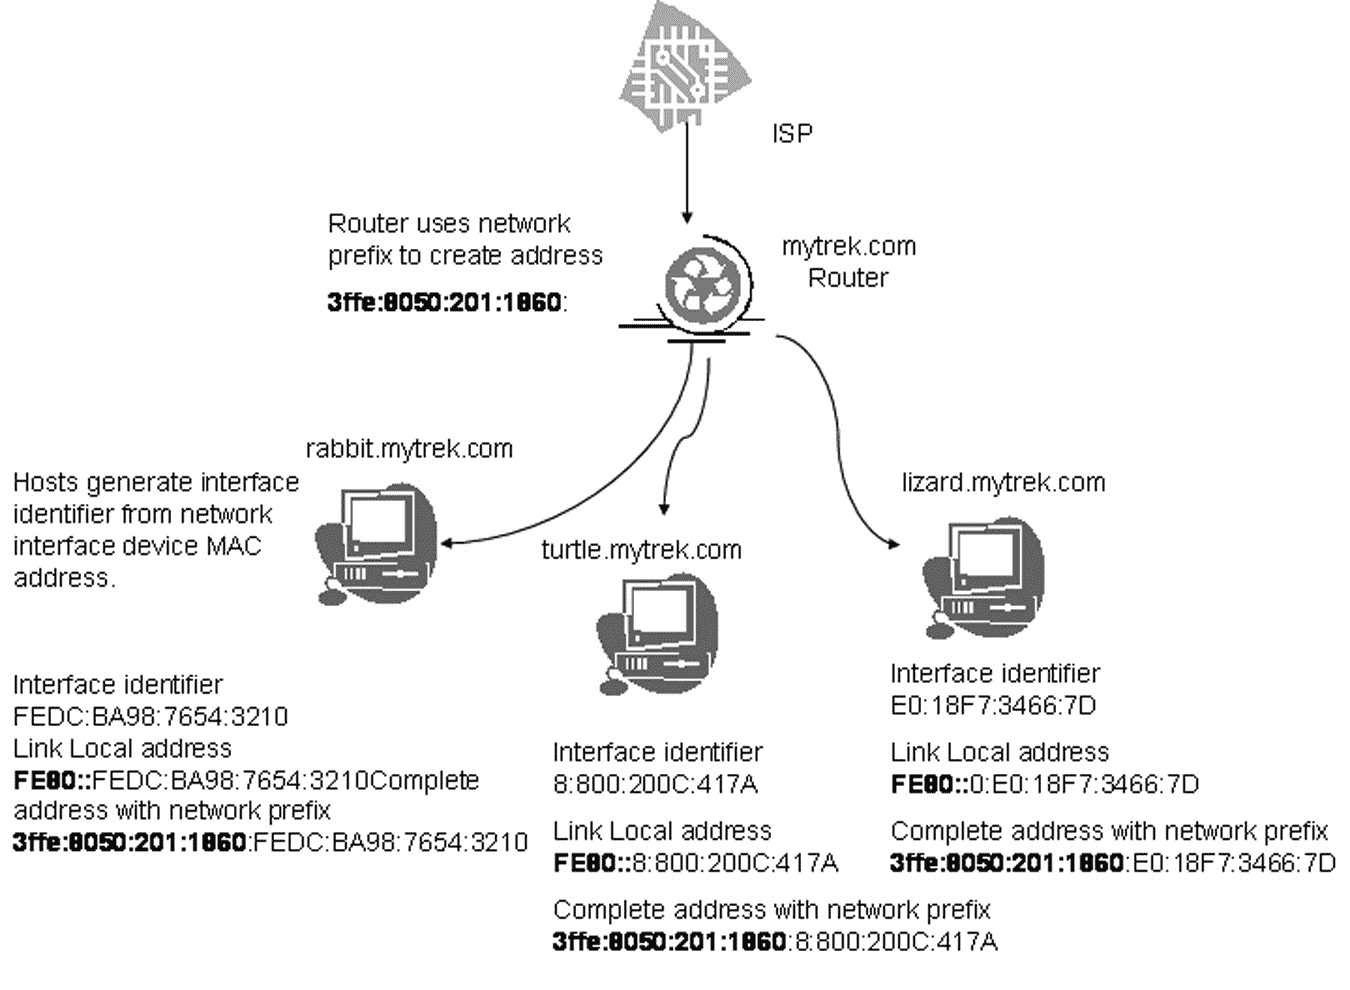 ISP
Router uses network
prefix to create address
3ffe:8050:201:1860:
mytrek.com
Router
rabbit.mytrek.com
Hosts generate interface
identifier from network
interface device MAC
address.
turtle.mytrek.com
lizard.mytrek.com
Interface identifier
FEDC:BA98:7654:3210
Link Local address
FE80::FEDC:BA98:7654:3210Complete
address with network prefix
3ffe:8050:201:1860:FEDC:BA98:7654:3210
Interface identifier
8:800:200C:417A
Link Local address
FE80::8:800:200C:417A
Complete address with network prefix
3ffe:8050:201:1860:8:800:200C:417A
Interface identifier
E0:18F7:3466:7D
Link Local address
FE80::0:E0:18F7:3466:7D
Complete address with network prefix
3ffe:8050:201:1860:E0:18F7:3466:7D